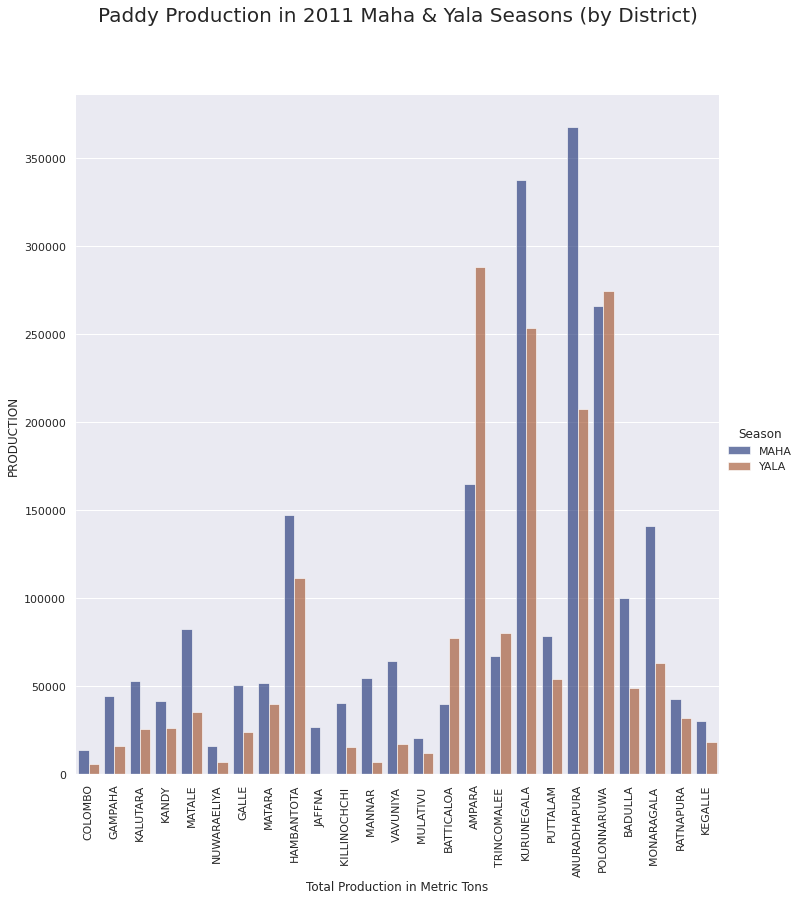 Paddy Production in 2011 Maha & Yala Seasons (by District)
PRODUCTION
350000
300000
250000
200000
150000
100000
50000
0
Season
MAHA
YALA
COLOMBO
GAMPAHA
KALUTARA
KANDY
MATALE
NUWARAELIYA
GALLE
MATARA
HAMBANTOTA
JAFFNA
KILLINOCHCHI
MANNAR
VAVUNIYA
MULATIVU
BATTICALOA
AMPARA
TRINCOMALEE
KURUNEGALA
PUTTALAM
ANURADHAPURA
POLONNARUWA
BADULLA
MONARAGALA
RATNAPURA
KEGALLE
Total Production in Metric Tons